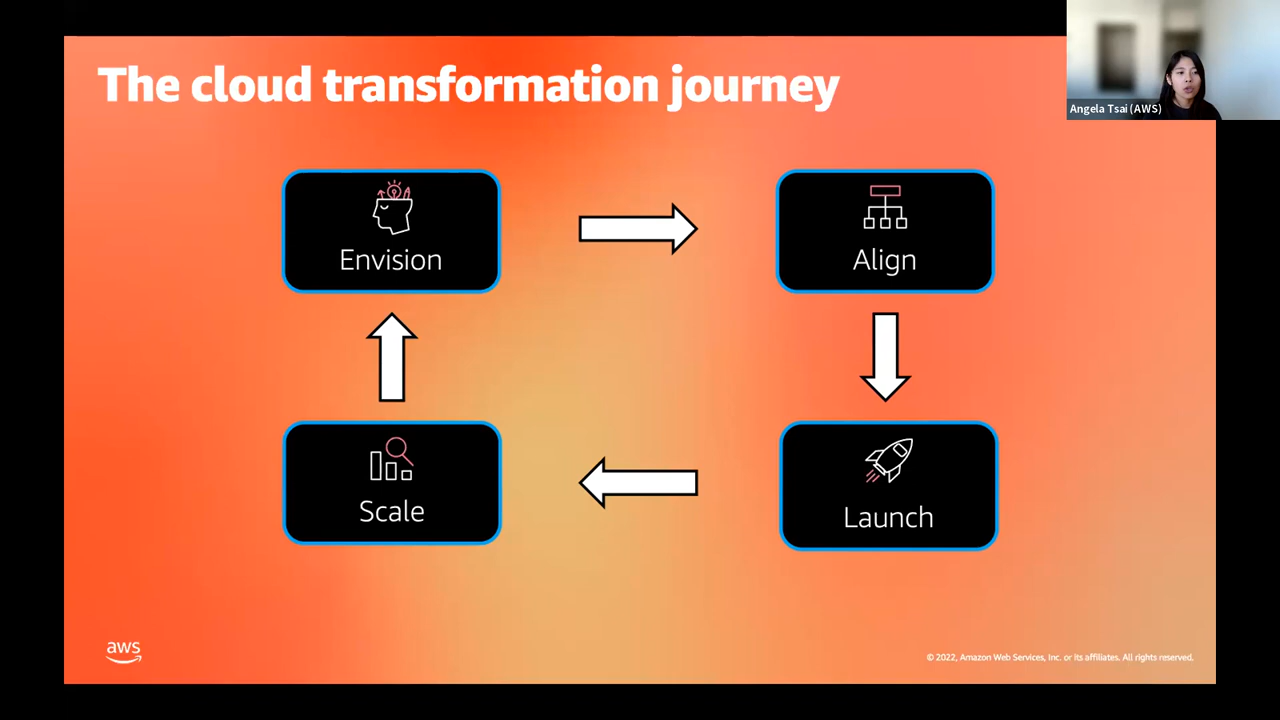 The cloud transformation journey
Angela Tsai (AWS)
Envision
Align
Scale
Launch
aws
© 2022, Amazon Web Services, Inc. or its affiliates. All rights reserved.